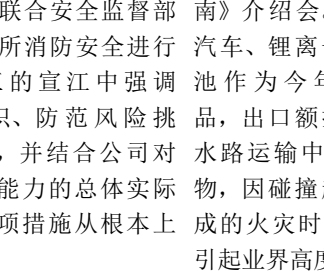 联合安全监督部
所消防安全进行
的宣江中强调
识、防范风险挑
，并结合公司对
能力的总体实际
项措施从根本上
南》介绍会
汽车、锂离
池作为今年
品，出口额
水路运输中
物，因碰撞
成的火灾时
引起业界高度